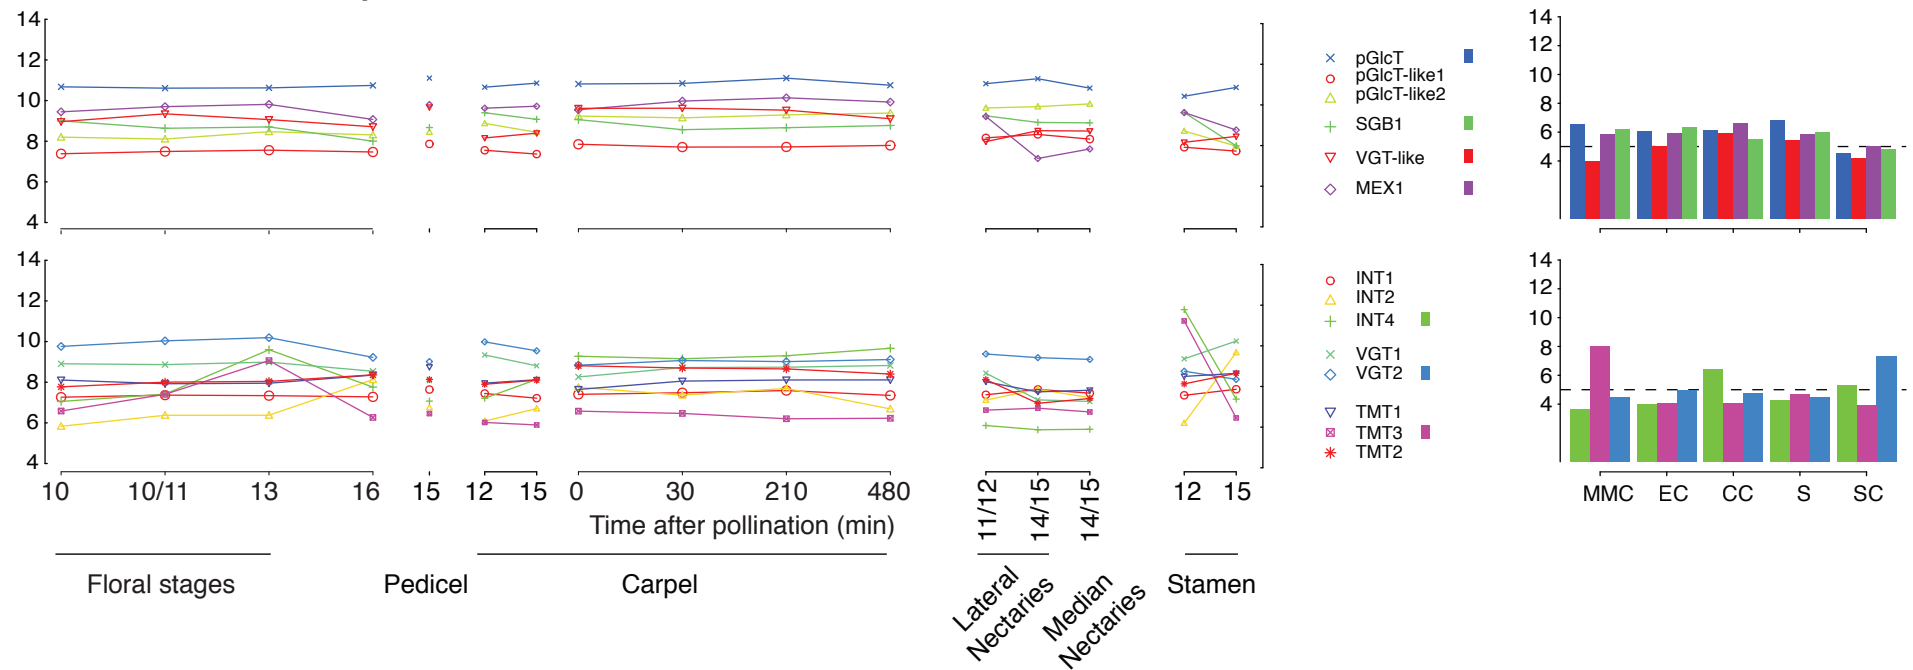 14
12
10
8
6
4
10
10/11
13
16
15
12
15
0
30
210
480
11/12
14/15
14/15
12
15
pGlcT
pGlcT-like1
pGlcT-like2
SGB1
VGT-like
MEX1
14
12
10
8
6
4
14
12
10
8
6
4
INT1
INT2
INT4
VGT1
VGT2
TMT1
TMT3
TMT2
14
12
10
8
6
4
MMC EC CC S SC
Time after pollination (min)
Floral stages
Pedicel
Carpel
Lateral
Nectaries
Median
Nectaries
Stamen